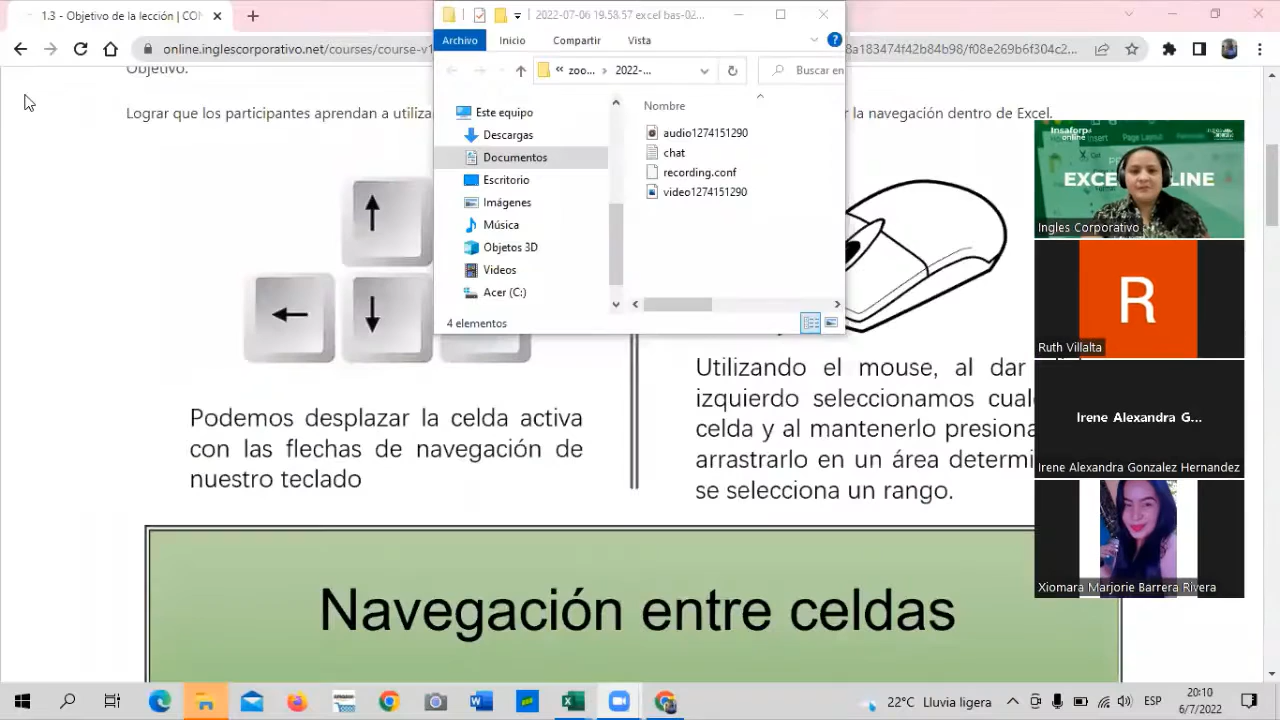 1.3 - Objetivo de la lección | CON
2022-07-06 19.58.57 excel bas-02...
Archivo
Inicio
Compartir
Vista
online.inglescorporativo.net/courses/course-v1
8a183474f42b84b98/f08e269b6f304c2...
zoo...
2022-...
Buscar en
Objetivo.
Lograr que los participantes aprendan a utiliza
r la navegación dentro de Excel.
Este equipo
Descargas
Documentos
Escritorio
Imágenes
Música
Objetos 3D
Videos
Acer (C:)
Nombre
audio1274151290
chat
recording.conf
video1274151290
4 elementos
Podemos desplazar la celda activa
con las flechas de navegación de
nuestro teclado
Utilizando el mouse, al dar
izquierdo seleccionamos cual
celda y al mantenerlo presiona
arrastrarlo en un área determi
se selecciona un rango.
Navegación entre celdas
Insaforp
online
Insert
Page Layout
EXCE
LINE
Ingles Corporativo
R
Ruth Villalta
Irene Alexandra G...
Irene Alexandra Gonzalez Hernandez
Xiomara Marjorie Barrera Rivera
22°C Lluvia ligera
ESP
20:10
6/7/2022